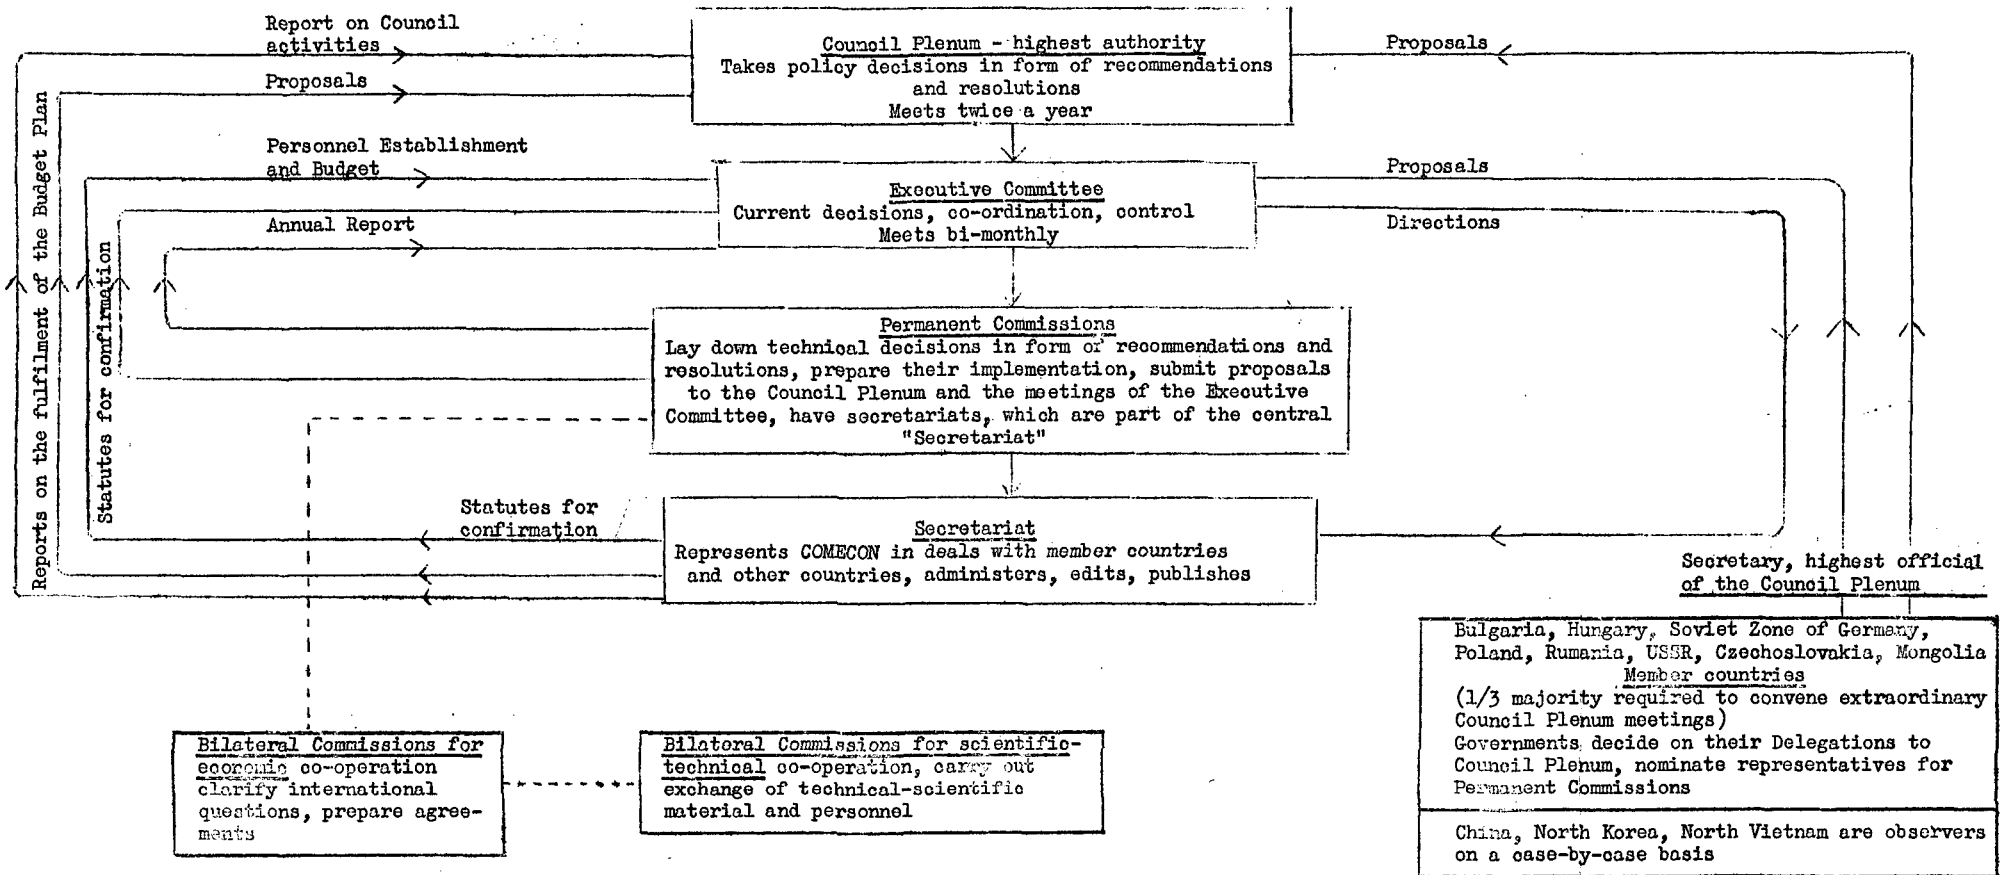 Report on Council
activities
Proposals
Council Plenum - highest authority
Takes policy decisions in form of recommendations
and resolutions
Meets twice a year
Proposals
Personnel Establishment
and Budget
Annual Report
Executive Committee
Current decisions, co-ordination, control
Meets bi-monthly
Proposals
Directions
Reports on the fulfilment of the Budget Plan
Statutes for confirmation
Permanent Commissions
Lay down technical decisions in form of recommendations and
resolutions, prepare their implementation, submit proposals
to the Council Plenum and the meetings of the Executive
Committee, have secretariats, which are part of the central
"Secretariat"
Statutes for
confirmation
Secretariat
Represents COMECON in deals with member countries
and other countries, administers, edits, publishes
Secretary, highest official
of the Council Plenum
Bulgaria, Hungary, Soviet Zone of Germany,
Poland, Rumania, USSR, Czechoslovakia, Mongolia
Member countries
(1/3 majority required to convene extraordinary
Council Plenum meetings)
Governments decide on their Delegations to
Council Plenum, nominate representatives for
Permanent Commissions
China, North Korea, North Vietnam are observers
on a case-by-case basis
Bilateral Commissions for
economic co-operation
clarify international
questions, prepare agree-
ments
Bilatoral Commissions for scientific-
technical co-operation, carry out
exchange of technical-scientific
material and personnel